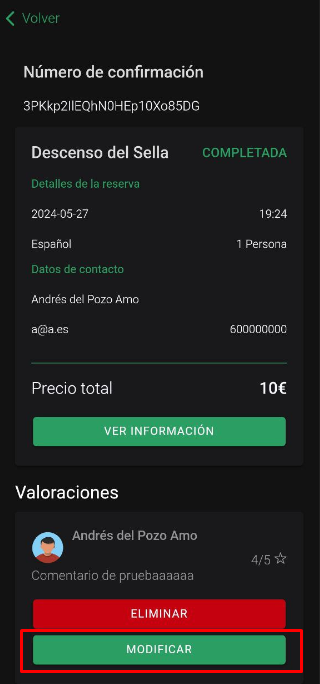 Volver
Número de confirmación
3PKkp2IlEQhN0HEp10Xo85DG
Descenso del Sella COMPLETADA
Detalles de la reserva
2024-05-27 19:24
Español 1 Persona
Datos de contacto
Andrés del Pozo Amo
a@a.es 600000000
Precio total 10€
VER INFORMACIÓN
Valoraciones
Andrés del Pozo Amo
4/5
Comentario de pruebaaaaaa
ELIMINAR
MODIFICAR